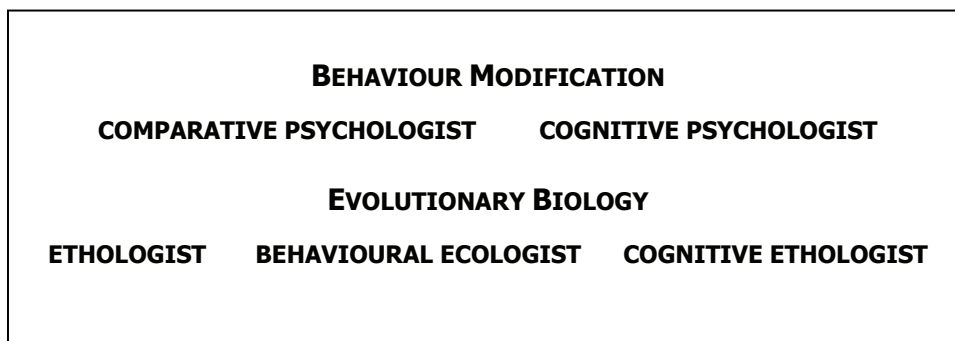 BEHAVIOUR MODIFICATION
COMPARATIVE PSYCHOLOGIST COGNITIVE PSYCHOLOGIST
EVOLUTIONARY BIOLOGY
ETHOLOGIST BEHAVIOURAL ECOLOGIST COGNITIVE ETHOLOGIST